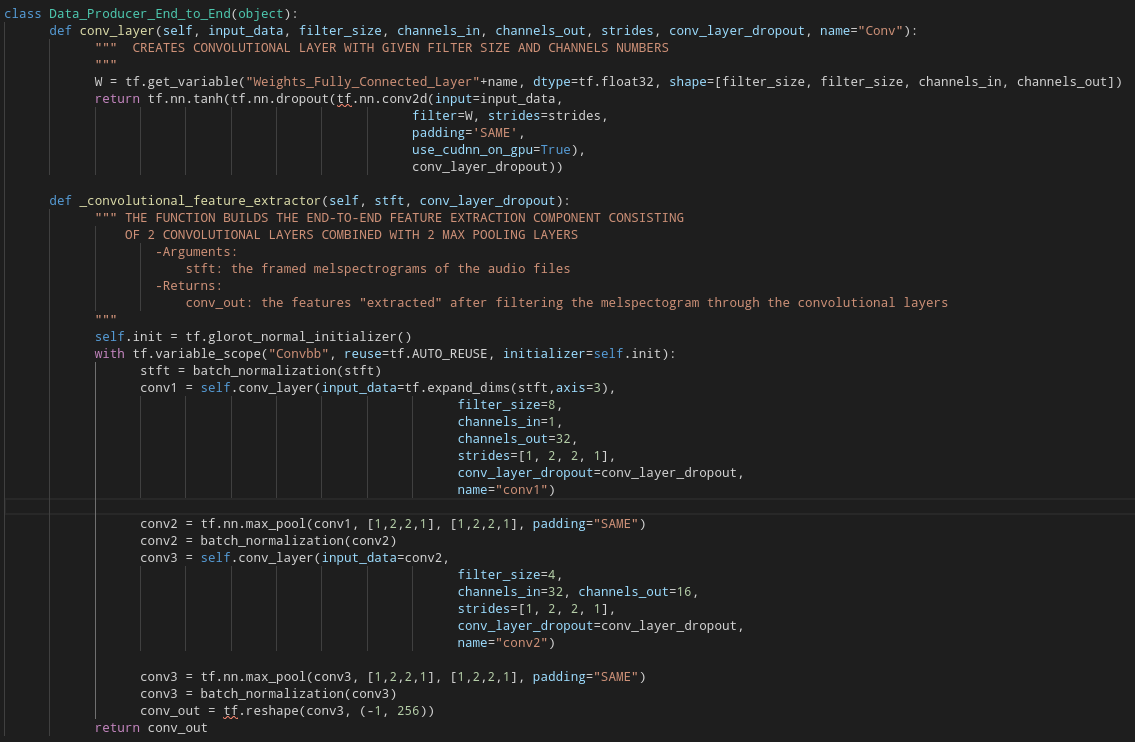 class Data_Producer_End_to_End(object):
def conv_layer(self, input_data, filter_size, channels_in, channels_out, strides, conv_layer_dropout, name="Conv"):
"""  CREATES CONVOLUTIONAL LAYER WITH GIVEN FILTER SIZE AND CHANNELS NUMBERS
"""
W = tf.get_variable("Weights_Fully_Connected_Layer"+name, dtype=tf.float32, shape=[filter_size, filter_size, channels_in, channels_out])
return tf.nn.tanh(tf.nn.dropout(tf.nn.conv2d(input=input_data,
filter=W, strides=strides,
padding='SAME',
use_cudnn_on_gpu=True),
conv_layer_dropout))
def _convolutional_feature_extractor(self, stft, conv_layer_dropout):
""" THE FUNCTION BUILDS THE END-TO-END FEATURE EXTRACTION COMPONENT CONSISTING
OF 2 CONVOLUTIONAL LAYERS COMBINED WITH 2 MAX POOLING LAYERS
-Arguments:
stft: the framed melspectrograms of the audio files
-Returns:
conv_out: the features "extracted" after filtering the melspectogram through the convolutional layers
"""
self.init = tf.glorot_normal_initializer()
with tf.variable_scope("Convbb", reuse=tf.AUTO_REUSE, initializer=self.init):
stft = batch_normalization(stft)
conv1 = self.conv_layer(input_data=tf.expand_dims(stft,axis=3),
filter_size=8,
channels_in=1,
channels_out=32,
strides=[1, 2, 2, 1],
conv_layer_dropout=conv_layer_dropout,
name="conv1")
conv2 = tf.nn.max_pool(conv1, [1,2,2,1], [1,2,2,1], padding="SAME")
conv2 = batch_normalization(conv2)
conv3 = self.conv_layer(input_data=conv2,
filter_size=4,
channels_in=32, channels_out=16,
strides=[1, 2, 2, 1],
conv_layer_dropout=conv_layer_dropout,
name="conv2")
conv3 = tf.nn.max_pool(conv3, [1,2,2,1], [1,2,2,1], padding="SAME")
conv3 = batch_normalization(conv3)
conv_out = tf.reshape(conv3, (-1, 256))
return conv_out